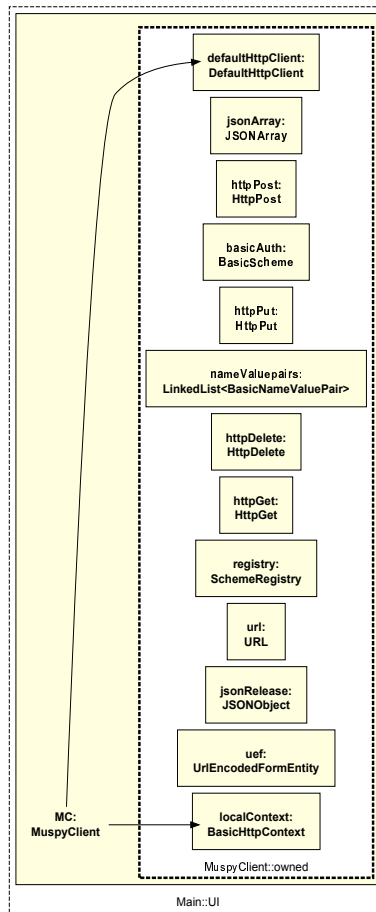 defaultHttpClient:
DefaultHttpClient
jsonArray:
JSONArray
httpPost:
HttpPost
basicAuth:
BasicScheme
httpPut:
HttpPut
nameValuepairs:
LinkedList<BasicNameValuePair>
httpDelete:
HttpDelete
httpGet:
HttpGet
registry:
SchemeRegistry
url:
URL
jsonRelease:
JSONObject
uef:
UrlEncodedFormEntity
MC:
MuspyClient
localContext:
BasicHttpContext
MuspyClient::owned
Main::UI